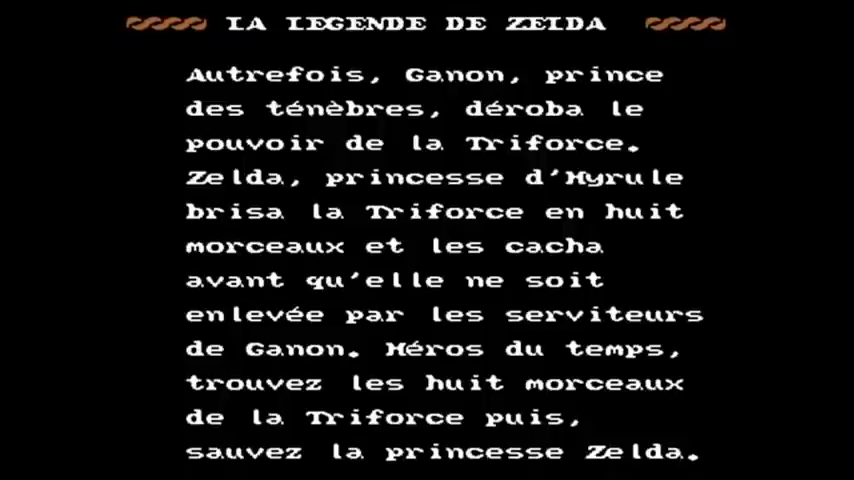 LA LEGENDE DE ZELDA
Autrefois, Ganon, prince
des ténèbres, déroba le
pouvoir de la Triforce.
Zelda, princesse d'Hyrule
brisa la Triforce en huit
morceaux et les cacha
avant qu'elle ne soit
enlevée par les serviteurs
de Ganon. Héros du temps,
trouvez les huit morceaux
de la Triforce puis,
sauvez la princesse Zelda.